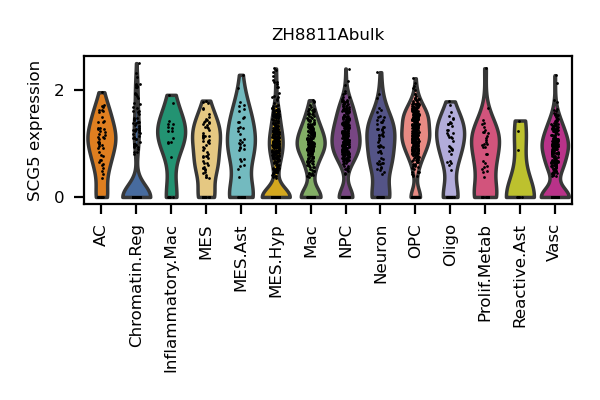 ZH8811Abulk
SCG5 expression
2
0
AC
Chromatin.Reg
Inflammatory.Mac
MES
MES.Ast
MES.Hyp
Mac
NPC
Neuron
OPC
Oligo
Prolif.Metab
Reactive.Ast
Vasc